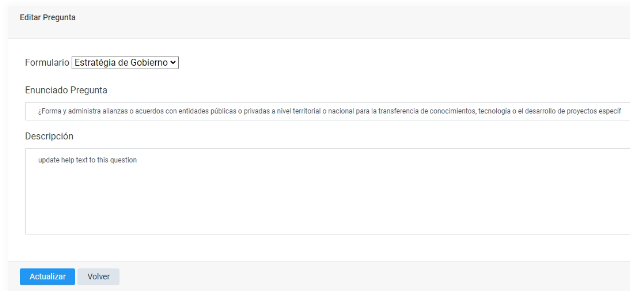 Editar Pregunta
Formulario Estratégia de Gobierno
Enunciado Pregunta
¿Forma y administra alianzas o acuerdos con entidades públicas o privadas a nivel territorial o nacional para la transferencia de conocimientos, tecnología o el desarrollo de proyectos especif
Descripción
update help text to this question
Actualizar Volver